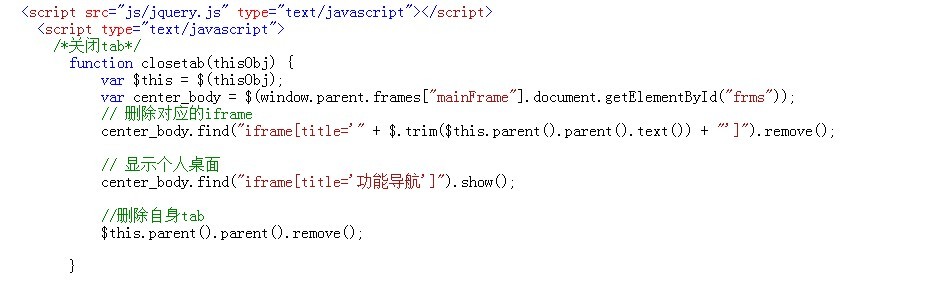 <script src="js/jquery.js" type="text/javascript"></script>
<script type="text/javascript">
/*关闭tab*/
function closetab(thisObj) {
var $this = $(thisObj);
var center_body = $(window.parent.frames["mainFrame"].document.getElementById("frms"));
// 删除对应的iframe
center_body.find("iframe[title='" + $.trim($this.parent().parent().text()) + "']").remove();
// 显示个人桌面
center_body.find("iframe[title='功能导航']").show();
//删除自身tab
$this.parent().parent().remove();
}